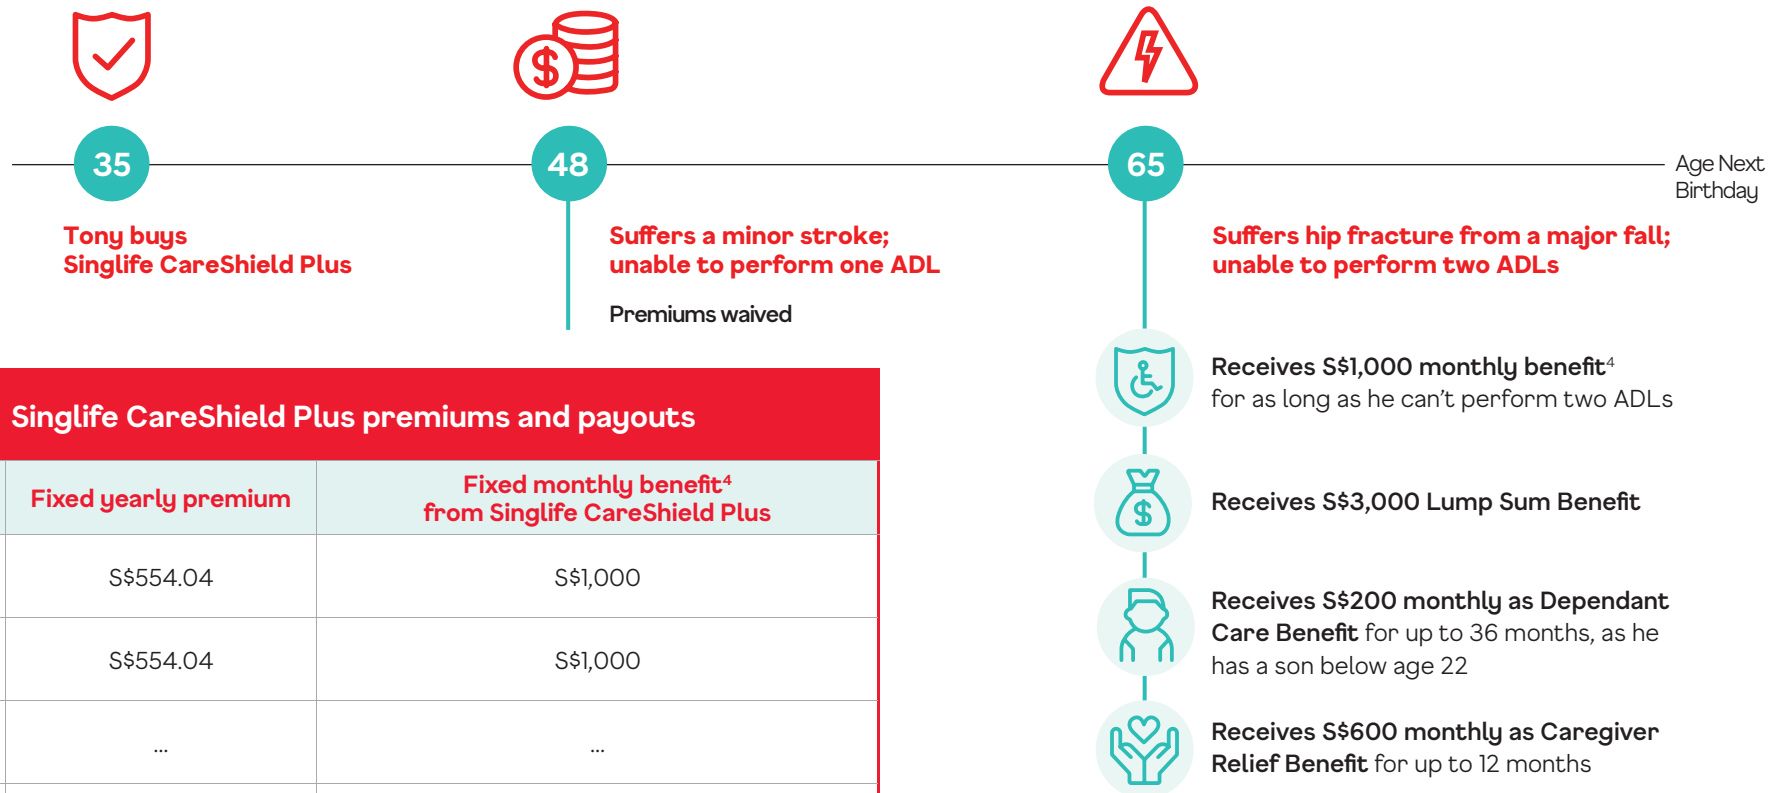 35
48
65
Age Next
Birthday
Tony buys
Singlife CareShield Plus
Suffers a minor stroke;
unable to perform one ADL
Premiums waived
Suffers hip fracture from a major fall;
unable to perform two ADLs
Receives S$1,000 monthly benefit4
for as long as he can’t perform two ADLs
Receives S$3,000 Lump Sum Benefit
Receives S$200 monthly as Dependant
Care Benefit for up to 36 months, as he
has a son below age 22
Receives S$600 monthly as Caregiver
Relief Benefit for up to 12 months
Singlife CareShield Plus premiums and payouts
Fixed yearly premium
Fixed monthly benefit4
from Singlife CareShield Plus
S$554.04
S$1,000
S$554.04
S$1,000
...
...